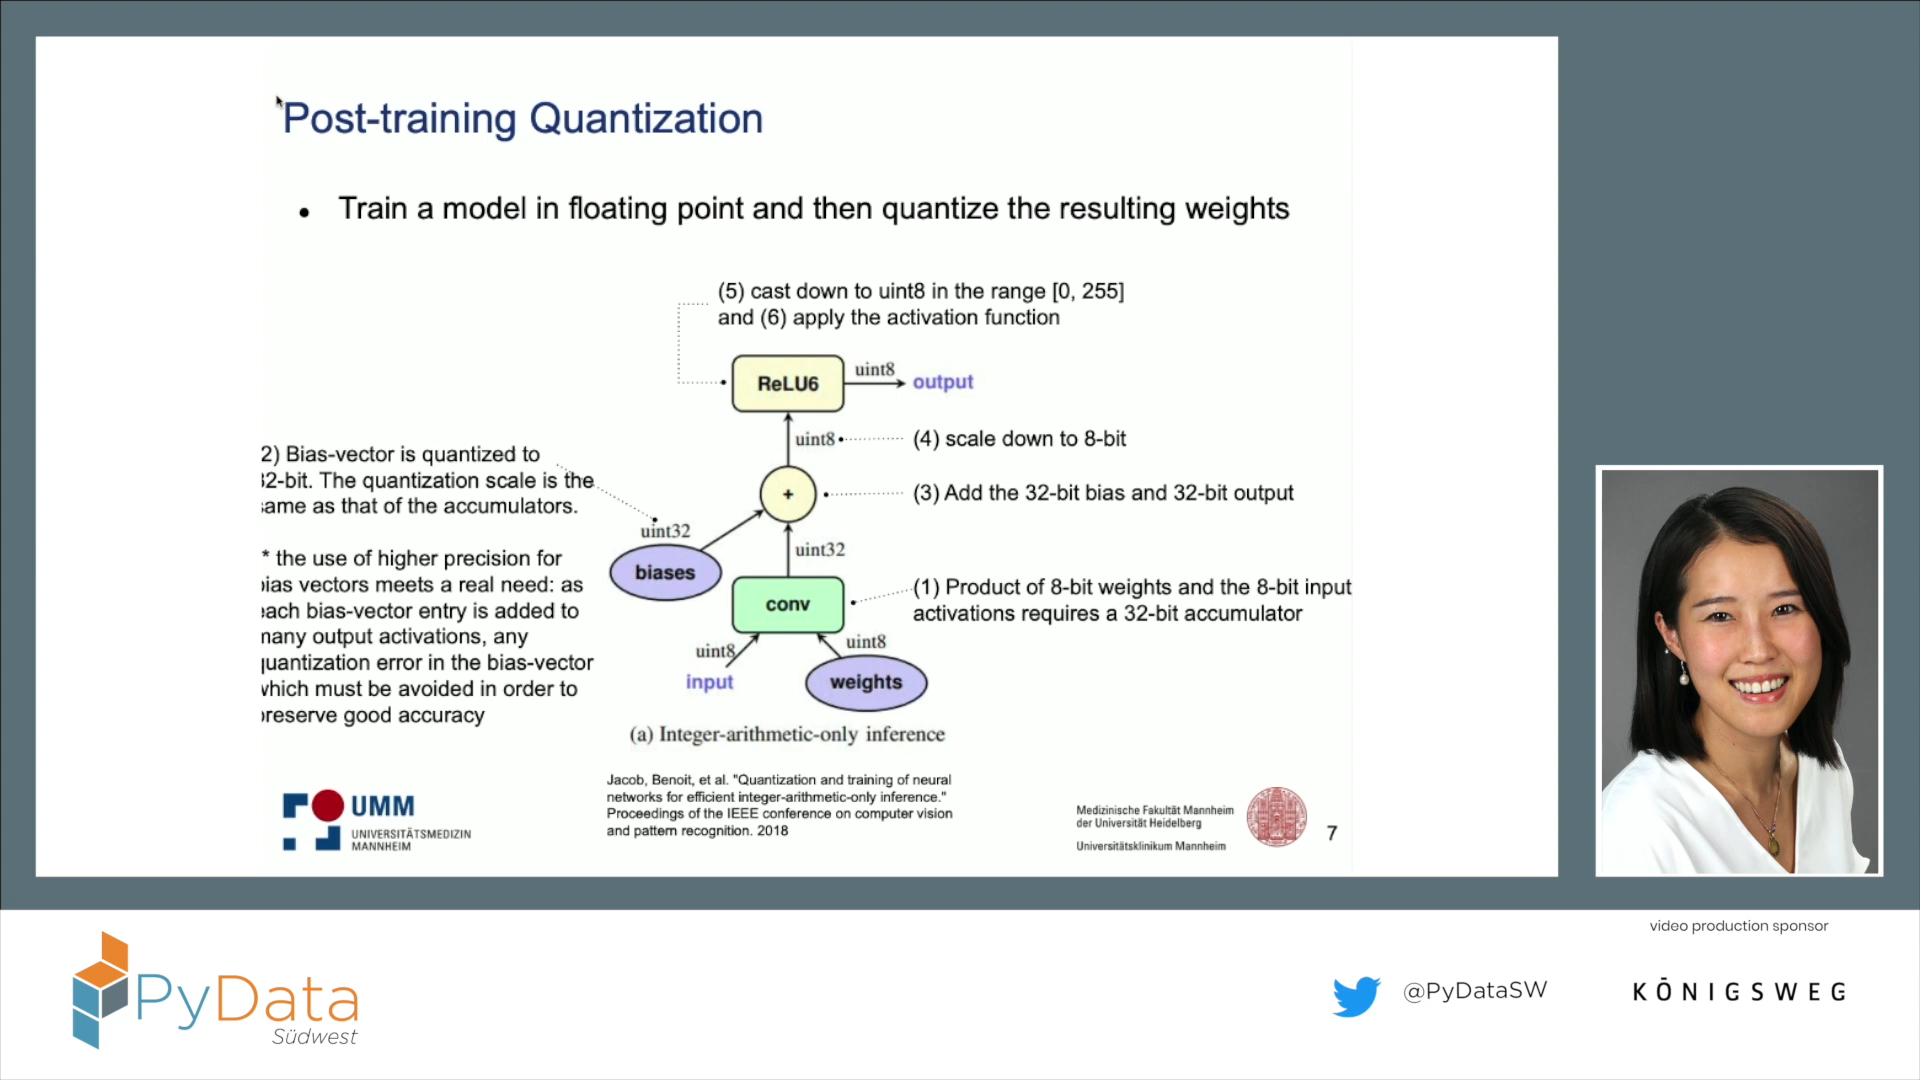 Post-training Quantization
• Train a model in floating point and then quantize the resulting weights
(5) cast down to uint8 in the range [0, 255]
and (6) apply the activation function
ReLU6
uint8
output
uint8
(4) scale down to 8-bit
+
(3) Add the 32-bit bias and 32-bit output
2) Bias-vector is quantized to
32-bit. The quantization scale is the
same as that of the accumulators.
* the use of higher precision for
bias vectors meets a real need: as
each bias-vector entry is added to
many output activations, any
quantization error in the bias-vector
which must be avoided in order to
preserve good accuracy
uint32
biases
uint32
conv
(1) Product of 8-bit weights and the 8-bit input
activations requires a 32-bit accumulator
uint8
uint8
input
weights
(a) Integer-arithmetic-only inference
Jacob, Benoit, et al. "Quantization and training of neural
networks for efficient integer-arithmetic-only inference."
Proceedings of the IEEE conference on computer vision
and pattern recognition. 2018
UMM
UNIVERSITÄTSMEDIZIN
MANNHEIM
Medizinische Fakultät Mannheim
der Universität Heidelberg
Universitätsklinikum Mannheim
7
PyData
Südwest
@PyDataSW
video production sponsor
KÖNIGSWEG